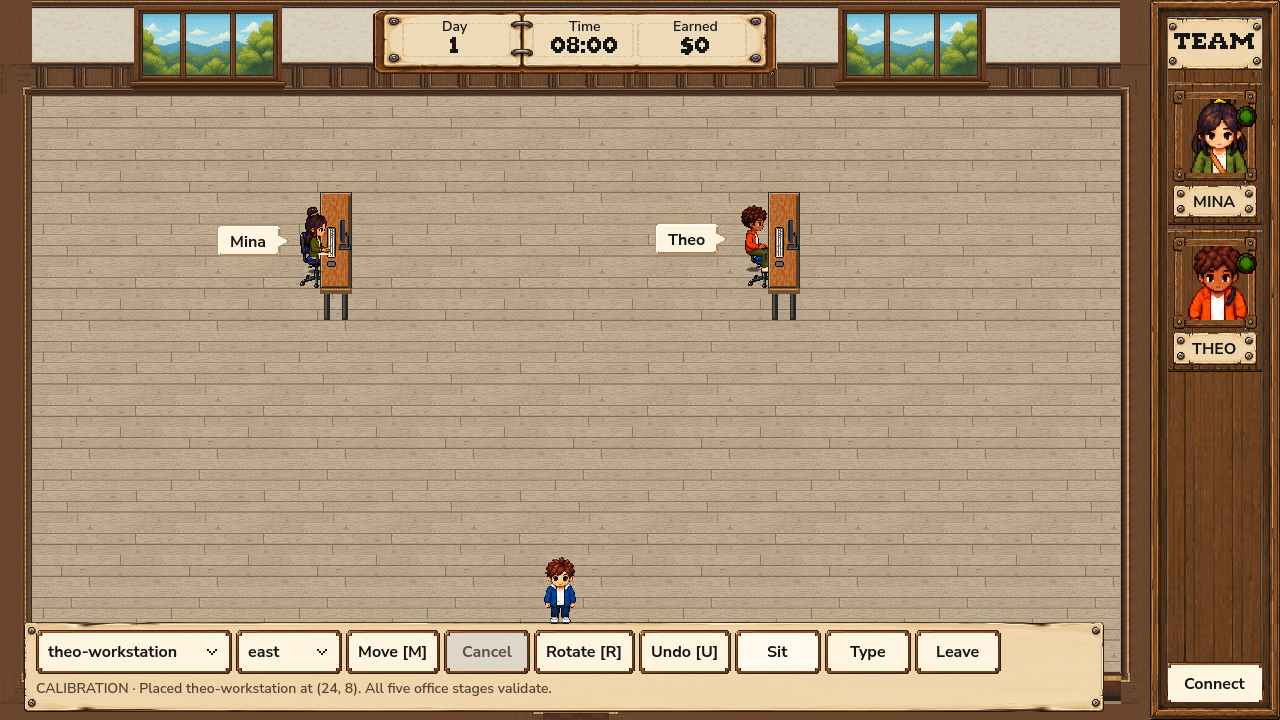 Day
1
Time
08:00
Earned
$0
TEAM
MINA
THEO
Mina
Theo
theo-workstation
east
Move [M]
Cancel
Rotate [R]
Undo [U]
Sit
Type
Leave
CALIBRATION · Placed theo-workstation at (24, 8). All five office stages validate.
Connect